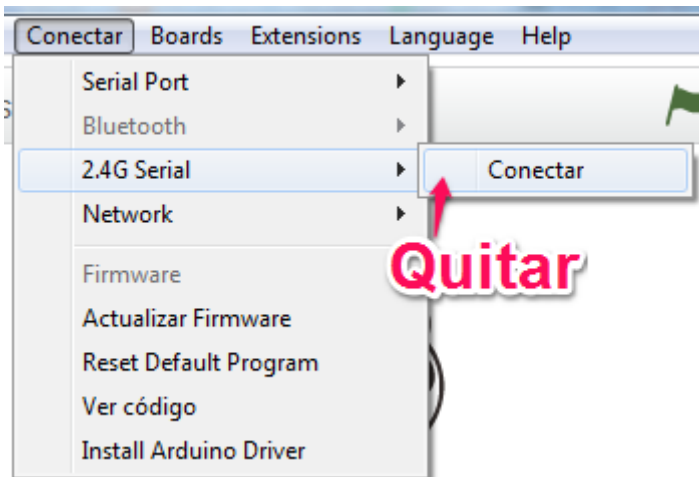 Conectar Boards Extensions Language Help
Serial Port
Bluetooth
2.4G Serial
Conectar
Network
Quitar
Firmware
Actualizar Firmware
Reset Default Program
Ver código
Install Arduino Driver